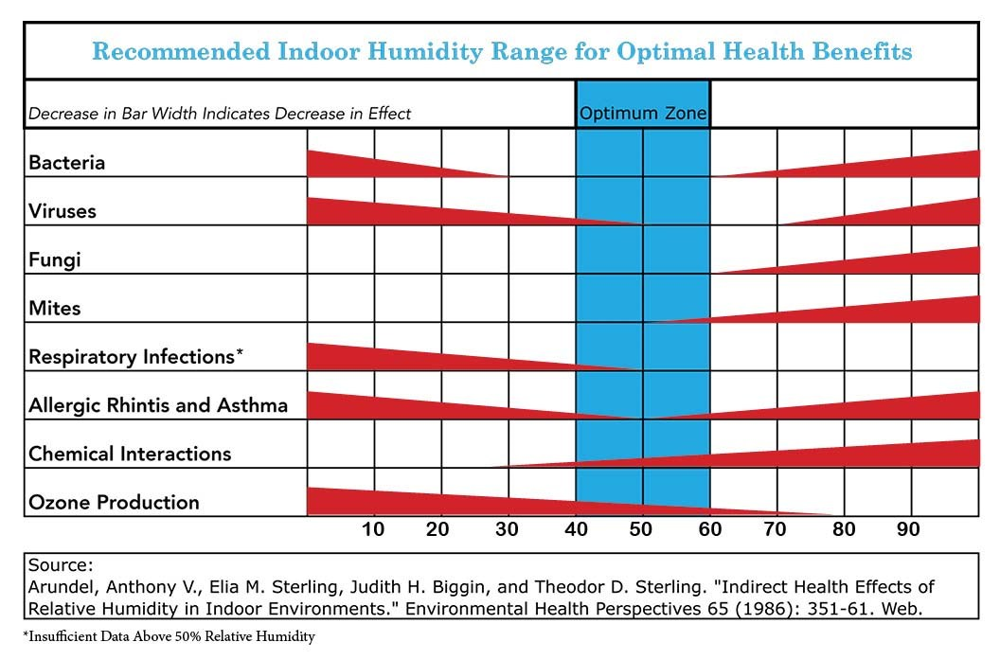 Recommended Indoor Humidity Range for Optimal Health Benefits
Decrease in Bar Width Indicates Decrease in Effect
Optimum Zone
Bacteria
Viruses
Fungi
Mites
Respiratory Infections*
Allergic Rhintis and Asthma
Chemical Interactions
Ozone Production
10 20 30 40 50 60 70 80 90
Source:
Arundel, Anthony V., Elia M. Sterling, Judith H. Biggin, and Theodor D. Sterling. "Indirect Health Effects of
Relative Humidity in Indoor Environments." Environmental Health Perspectives 65 (1986): 351-61. Web.
*Insufficient Data Above 50% Relative Humidity